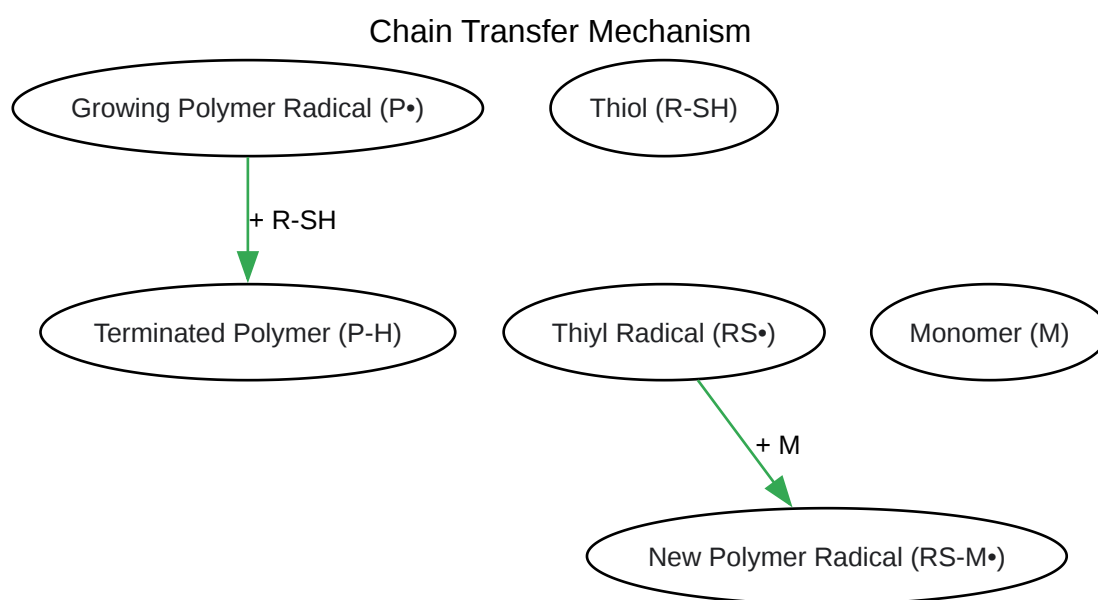 Chain Transfer Mechanism
Growing Polymer Radical (P•)
Thiol (R-SH)
+ R-SH
Terminated Polymer (P-H)
Thiyl Radical (RS•)
Monomer (M)
+ M
New Polymer Radical (RS-M•)